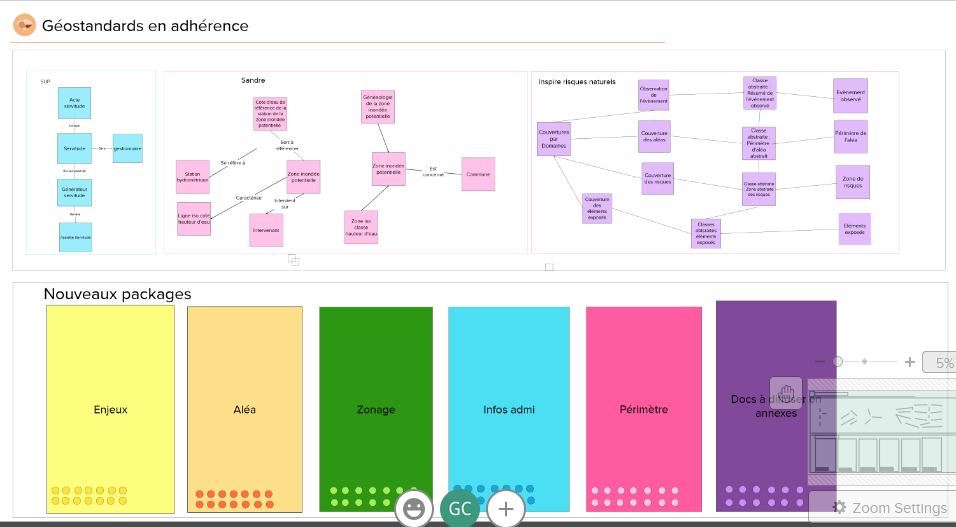 Géostandards en adhérence
SUP
Acte
servitude
Servitude
gestionnaire
Générateur
servitude
Assiette Servitude
Sandre
Cote d'eau de
référence de la
station de la
zone inondée
potentielle
Sert à
référencer
Se réfère à
Station
hydrométrique
Zone inondée
potentielle
Caractérise
Intervient
sur
Ligne iso cote
hauteur d'eau
Intervenant
Généalogie
de la zone
inondée
potentielle
Zone inondée
potentielle
Est
concerné
Commune
Zone iso
classe
hauteur d'eau
Inspire risques naturels
Couvertures
par
Domaines
Observation
de
l'évènement
Couverture
des aléas
Couverture
des risques
Couverture
des
éléments
exposés
Classe
abstraite :
Résumé de
l'évènement
observé
Classe
abstraite :
Périmètre
d'aléa
abstrait
Classe abstraite :
Zone abstraite
des risques
Classes
abstraites
éléments
exposés
Evènement
observé
Périmètre de
l'aléa
Zone de
risques
Eléments
exposés
Nouveaux packages
Enjeux
Aléa
Zonage
Infos admi
Périmètre
Docs à diffuser en
annexes
5%
GC
Zoom Settings